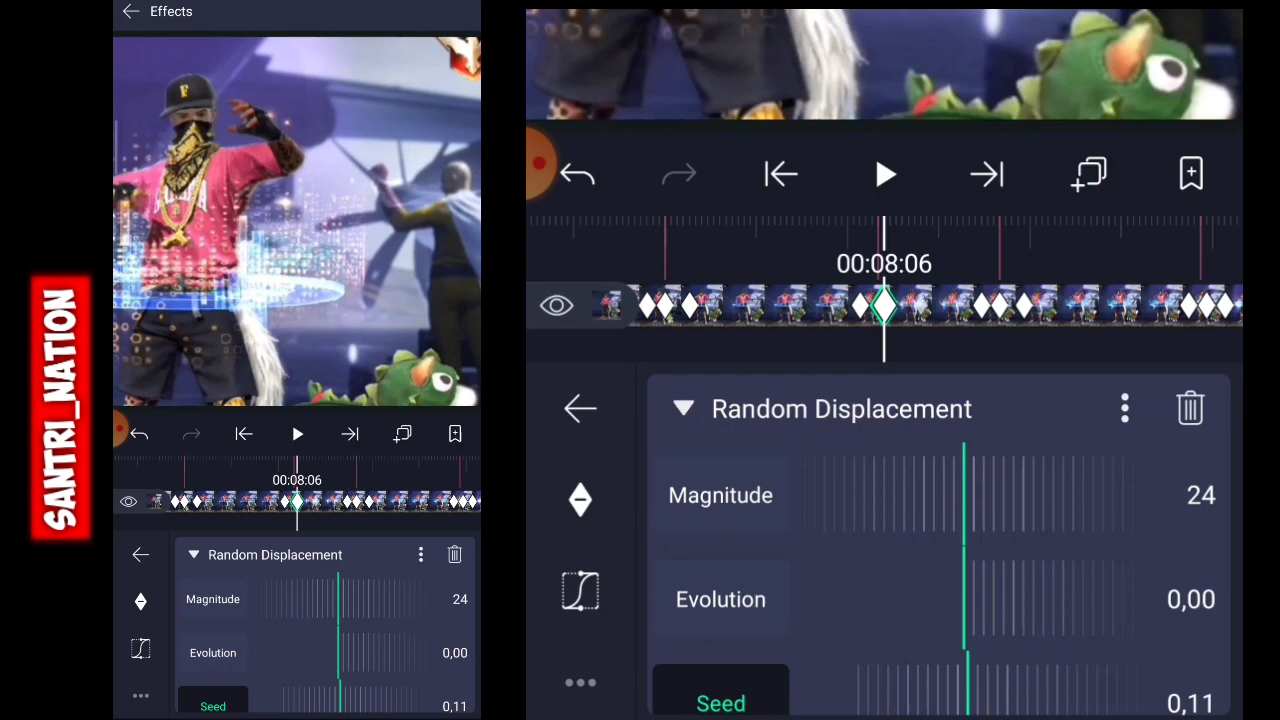 Effects
F
SANTRI_NATION
00:08:06
Random Displacement
Magnitude
24
Evolution
0,00
Seed
0,11
00:08:06
Random Displacement
Magnitude
24
Evolution
0,00
Seed
0,11